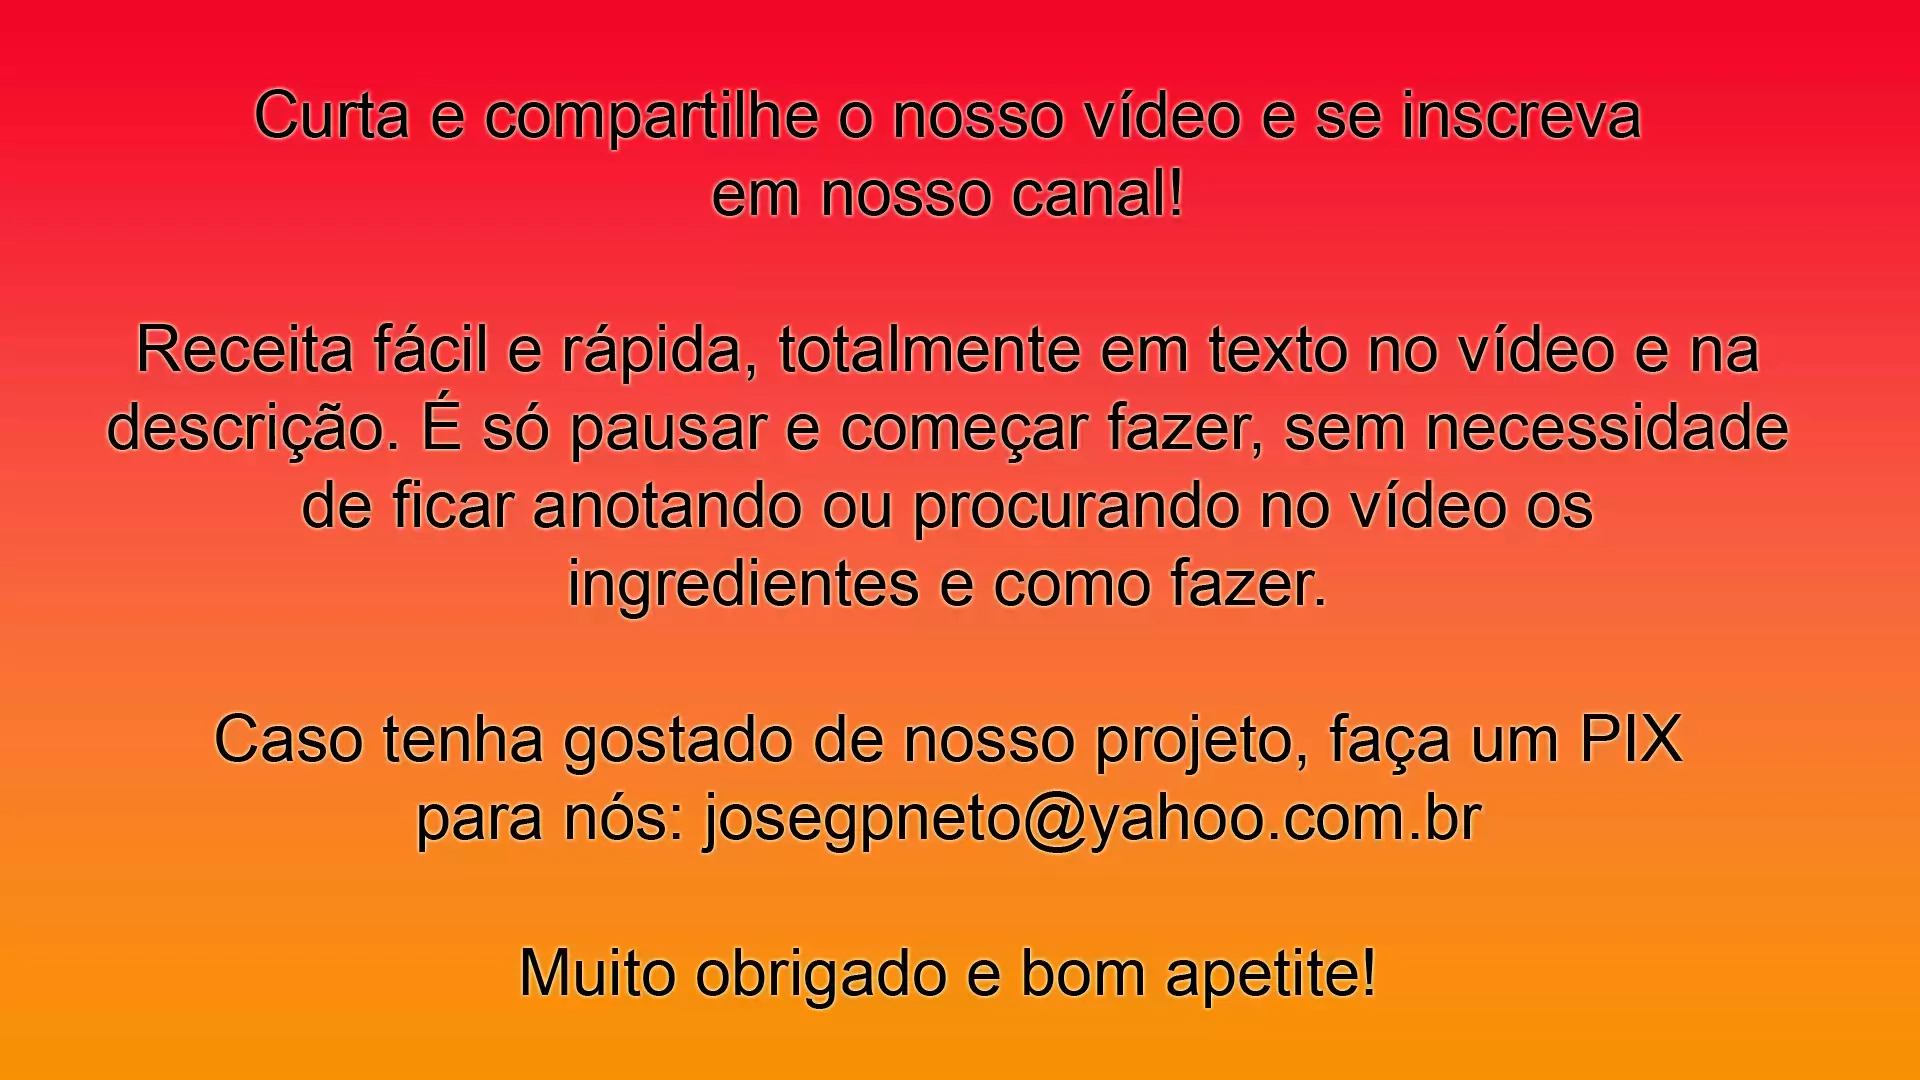 Curta e compartilhe o nosso vídeo e se inscreva
em nosso canal!
Receita fácil e rápida, totalmente em texto no vídeo e na
descrição. É só pausar e começar fazer, sem necessidade
de ficar anotando ou procurando no vídeo os
ingredientes e como fazer.
Caso tenha gostado de nosso projeto, faça um PIX
para nós: josegpneto@yahoo.com.br
Muito obrigado e bom apetite!